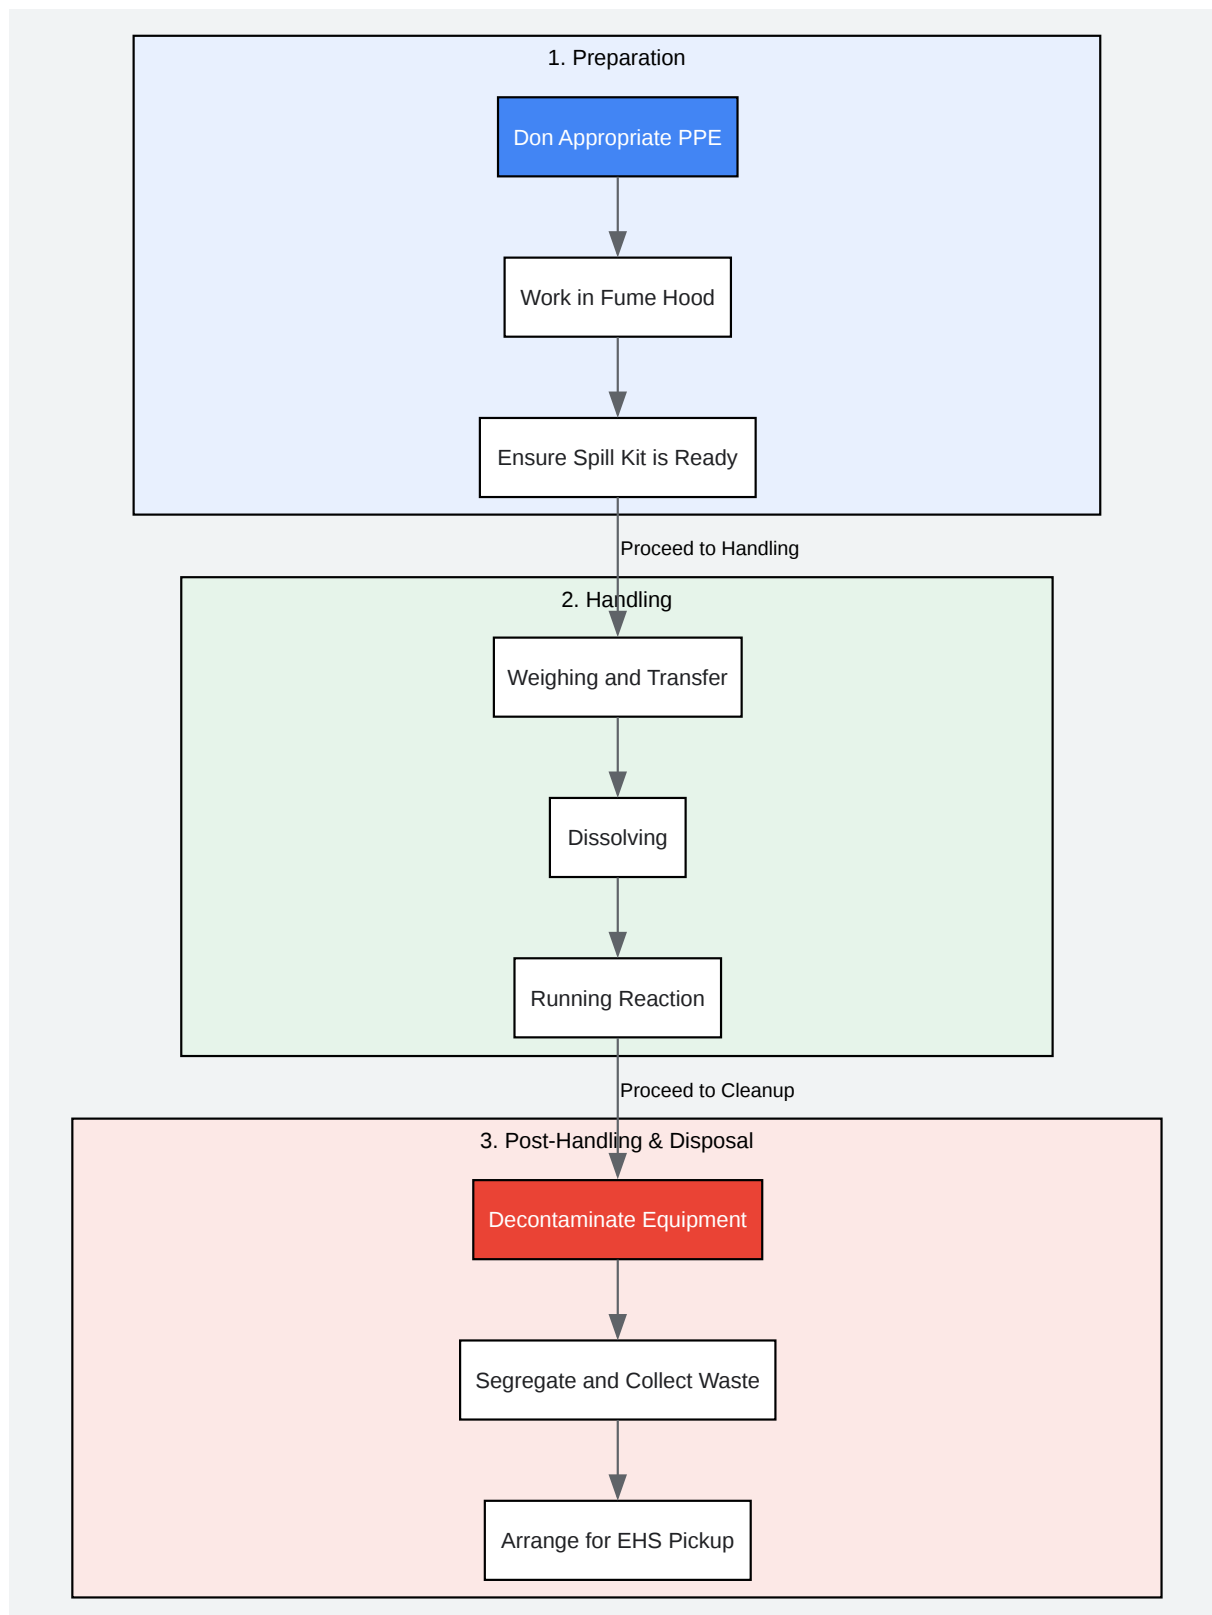 1. Preparation
Don Appropriate PPE
Work in Fume Hood
Ensure Spill Kit is Ready
Proceed to Handling
2. Handling
Weighing and Transfer
Dissolving
Running Reaction
Proceed to Cleanup
3. Post-Handling & Disposal
Decontaminate Equipment
Segregate and Collect Waste
Arrange for EHS Pickup